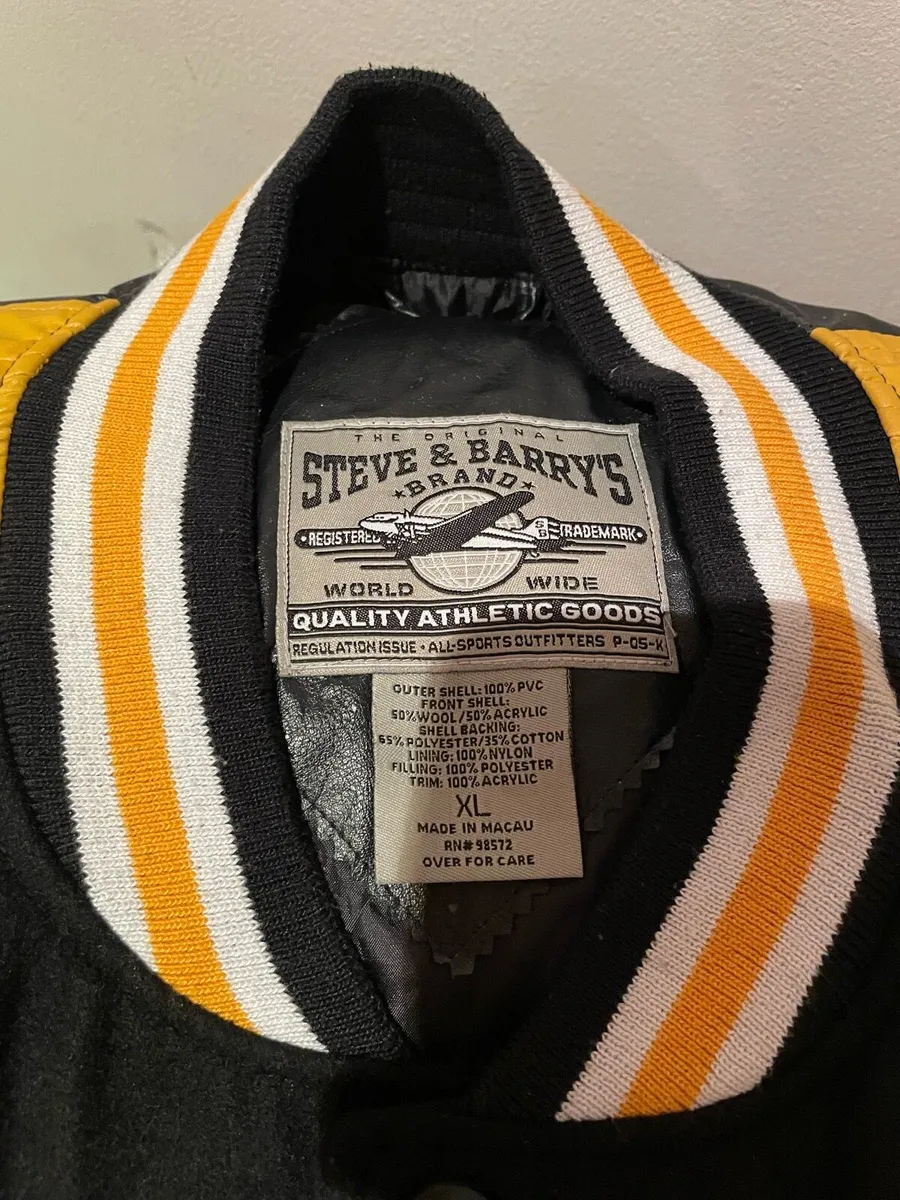 THE ORIGINAL
STEVE & BARRY'S
★BRAND★
• REGISTERED TRADEMARK •
WORLD WIDE
QUALITY ATHLETIC GOODS
REGULATION ISSUE • ALL-SPORTS OUTFITTERS P-05-K
OUTER SHELL: 100% PVC
FRONT SHELL:
50% WOOL/50% ACRYLIC
SHELL BACKING:
65% POLYESTER/35% COTTON
LINING: 100% NYLON
FILLING: 100% POLYESTER
TRIM: 100% ACRYLIC
XL
MADE IN MACAU
RN# 98572
OVER FOR CARE